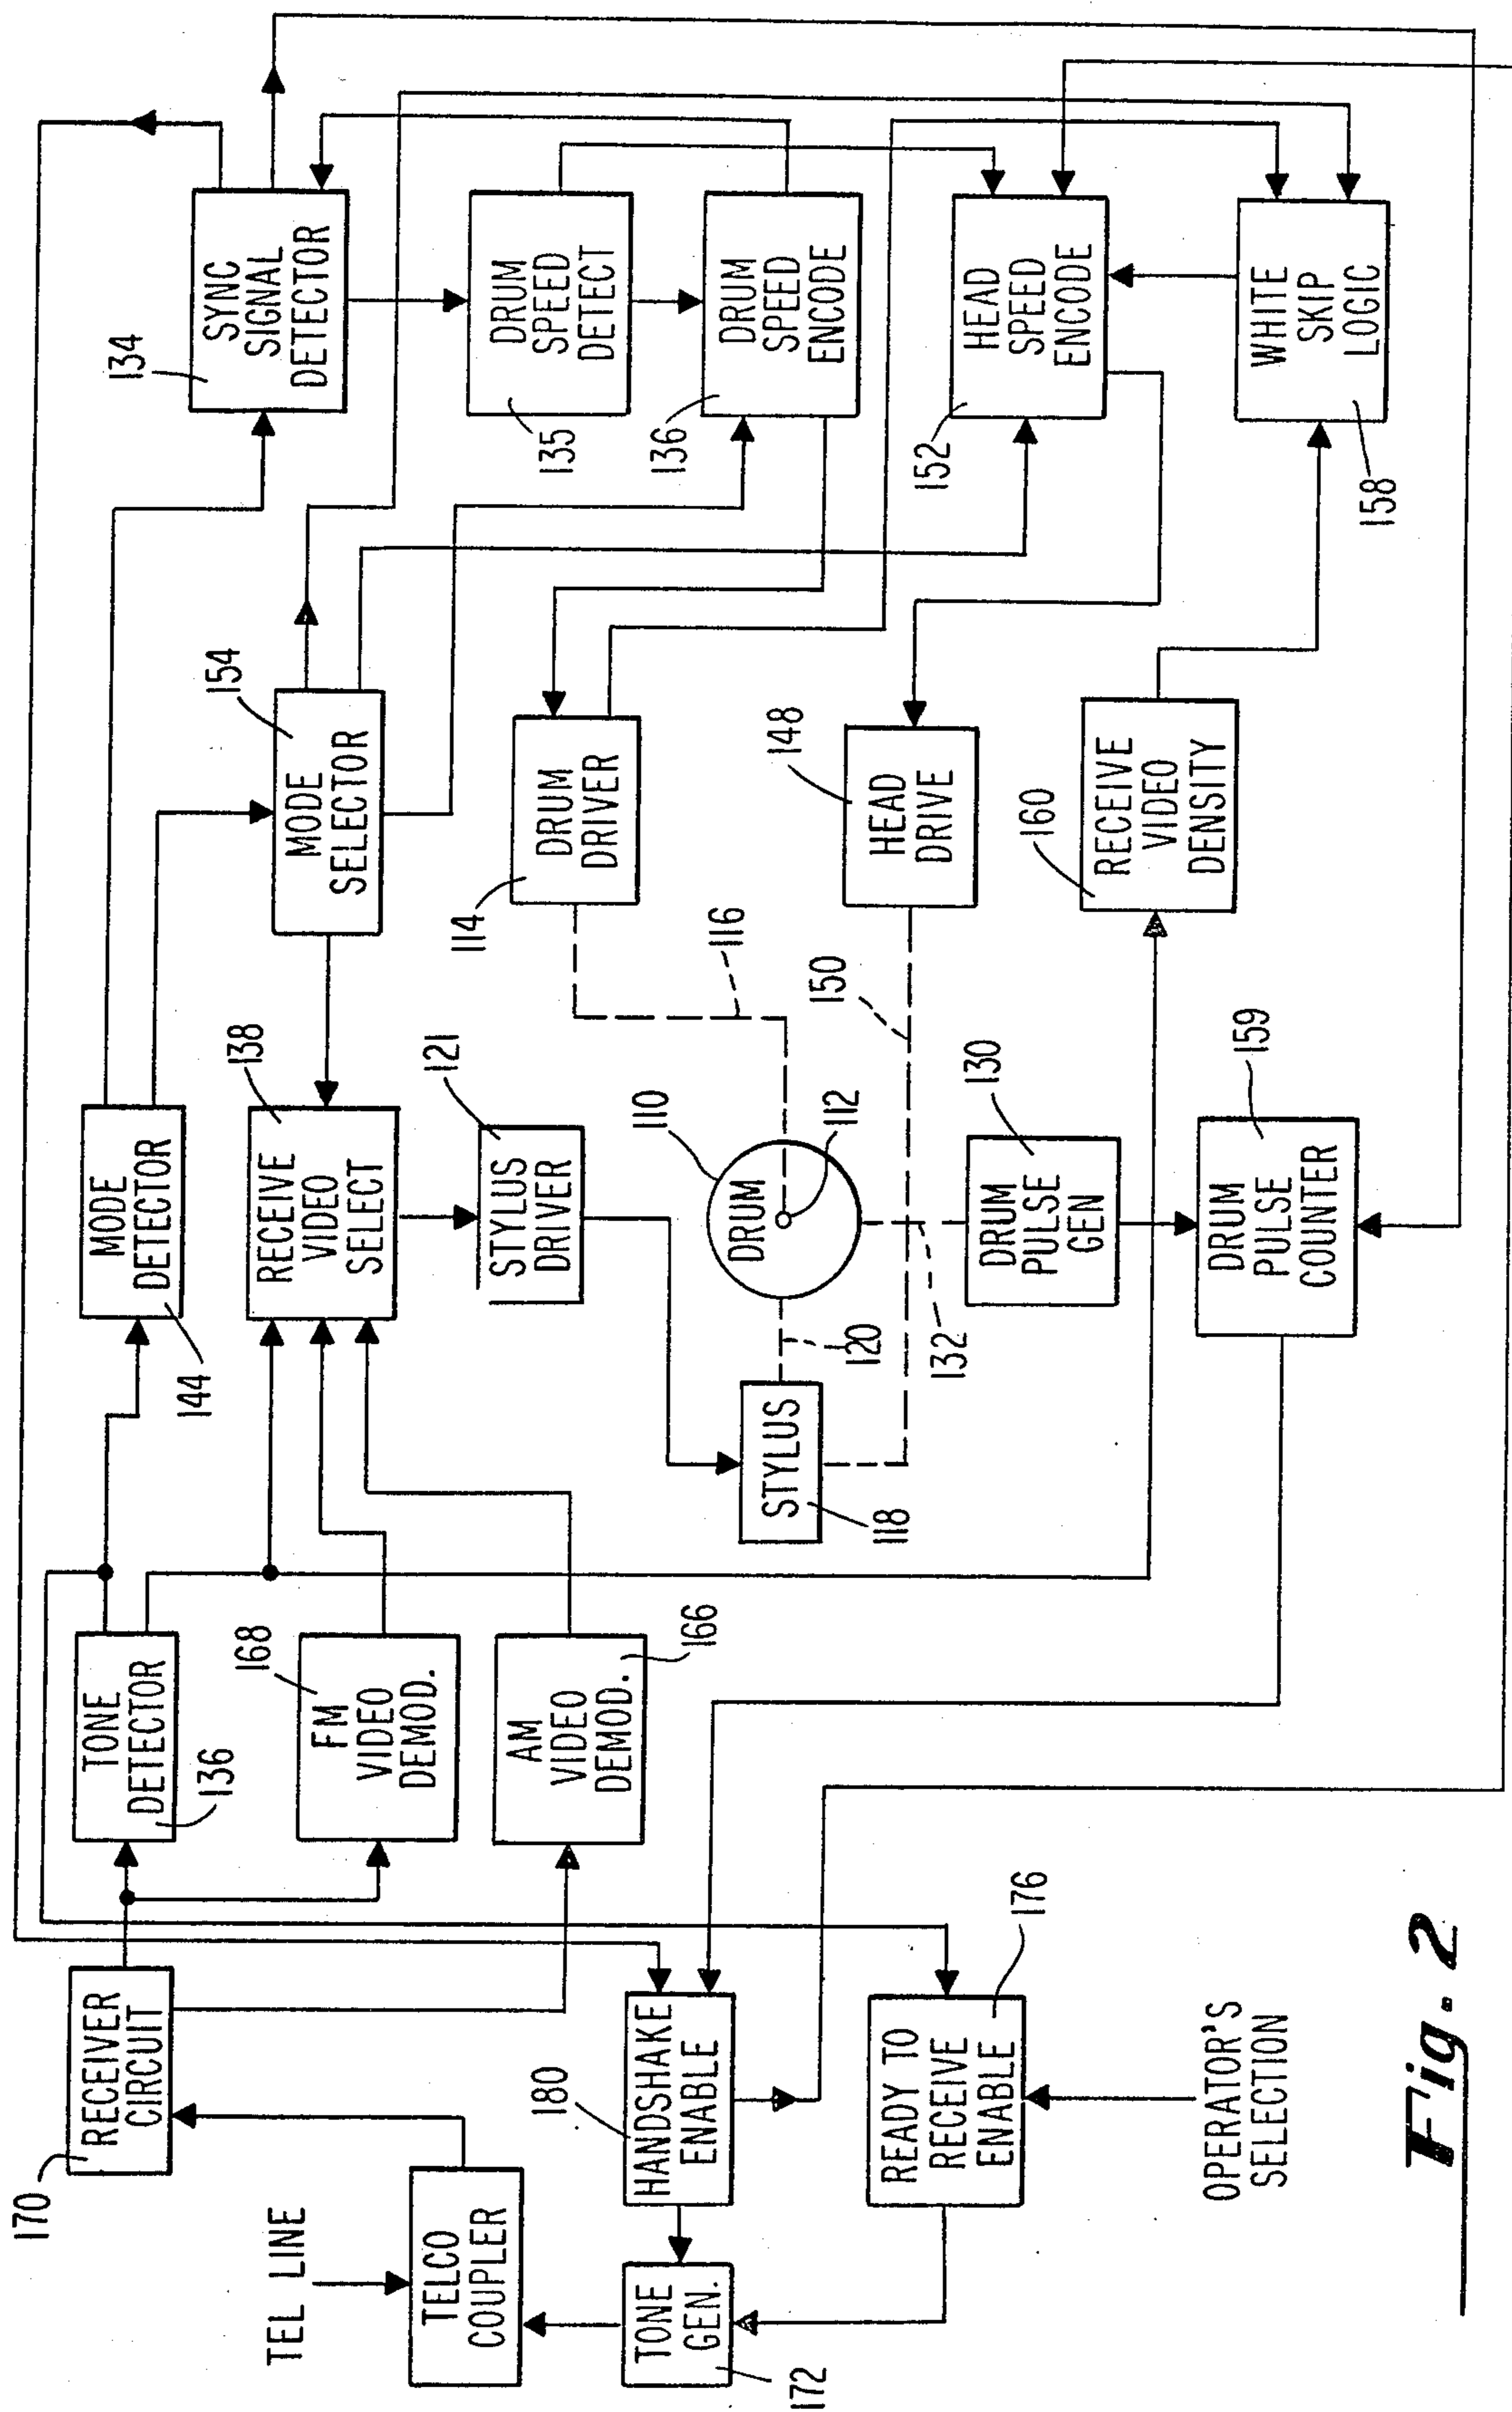 170
RECEIVER
CIRCUIT
TEL LINE
TELCO
COUPLER
TONE
GEN.
172
180
HANDSHAKE
ENABLE
READY TO
RECEIVE
ENABLE
176
OPERATOR'S
SELECTION
TONE
DETECTOR
136
168
FM
VIDEO
DEMOD.
AM
VIDEO
DEMOD.
166
MODE
DETECTOR
144
138
RECEIVE
VIDEO
SELECT
121
STYLUS
DRIVER
STYLUS
118
120
110
DRUM
112
132
130
DRUM
PULSE
GEN
159
DRUM
PULSE
COUNTER
154
MODE
SELECTOR
114
DRUM
DRIVER
116
148
HEAD
DRIVE
150
160
RECEIVE
VIDEO
DENSITY
134
SYNC
SIGNAL
DETECTOR
135
DRUM
SPEED
DETECT
136
DRUM
SPEED
ENCODE
152
HEAD
SPEED
ENCODE
158
WHITE
SKIP
LOGIC
Fig. 2